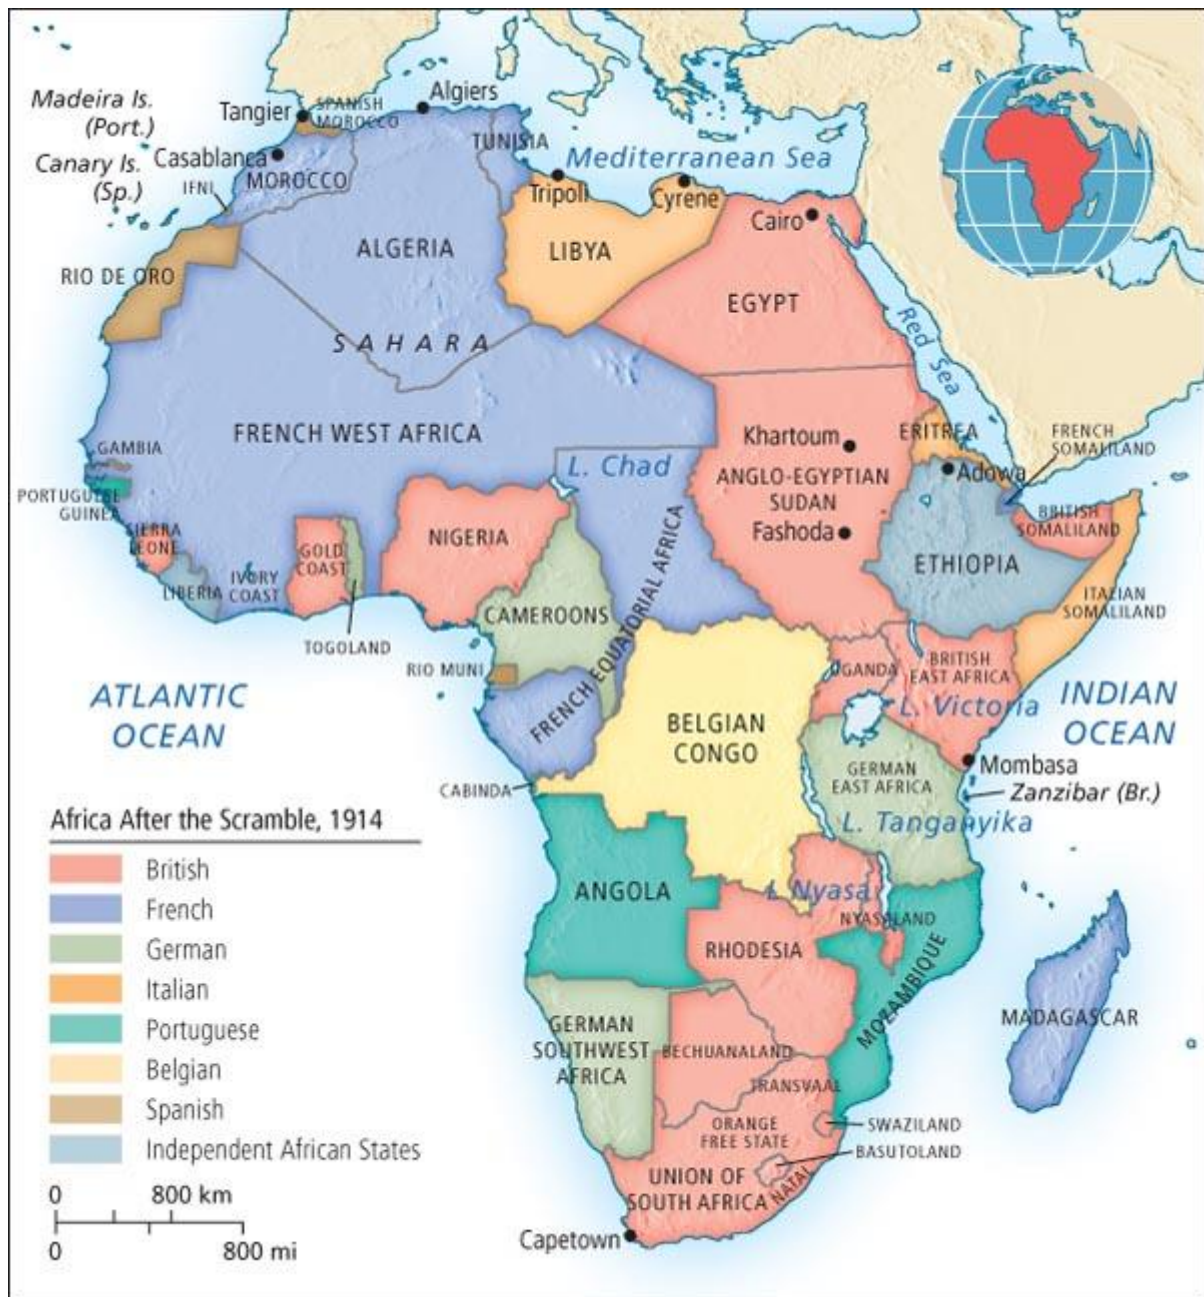 Madeira Is.
(Port.)
Tangier
SPANISH
MOROCCO
Algiers
Canary Is.
(Sp.)
Casablanca
MOROCCO
IFNI
TUNISIA
Mediterranean Sea
Tripoli
Cyrene
Cairo
RIO DE ORO
ALGERIA
LIBYA
EGYPT
SAHARA
Red Sea
FRENCH WEST AFRICA
GAMBIA
L. Chad
Khartoum
ERITREA
FRENCH
SOMALILAND
ANGLO-EGYPTIAN
SUDAN
Adowa
PORTUGUESE
GUINEA
Fashoda
BRITISH
SOMALILAND
SIERRA
LEONE
GOLD
COAST
NIGERIA
ETHIOPIA
LIBERIA
IVORY
COAST
ITALIAN
SOMALILAND
CAMEROONS
TOGOLAND
RIO MUNI
FRENCH EQUATORIAL AFRICA
UGANDA
BRITISH
EAST AFRICA
ATLANTIC
OCEAN
BELGIAN
CONGO
L. Victoria
INDIAN
OCEAN
CABINDA
GERMAN
EAST AFRICA
Mombasa
Zanzibar (Br.)
L. Tanganyika
ANGOLA
L. Nyasa
NYASALAND
RHODESIA
MOZAMBIQUE
MADAGASCAR
GERMAN
SOUTHWEST
AFRICA
BECHUANALAND
TRANSVAAL
ORANGE
FREE STATE
SWAZILAND
BASUTOLAND
UNION OF
SOUTH AFRICA
NATAL
Capetown
Africa After the Scramble, 1914
British
French
German
Italian
Portuguese
Belgian
Spanish
Independent African States
0 800 km
0 800 mi